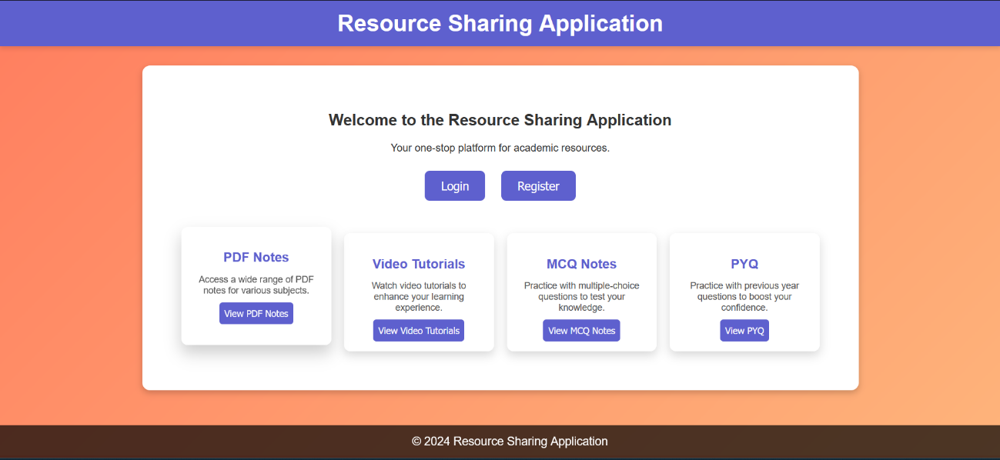 Resource Sharing Application
Welcome to the Resource Sharing Application
Your one-stop platform for academic resources.
Login
Register
PDF Notes
Access a wide range of PDF
notes for various subjects.
View PDF Notes
Video Tutorials
Watch video tutorials to
enhance your learning
experience.
View Video Tutorials
MCQ Notes
Practice with multiple-choice
questions to test your
knowledge.
View MCQ Notes
PYQ
Practice with previous year
questions to boost your
confidence.
View PYQ
© 2024 Resource Sharing Application